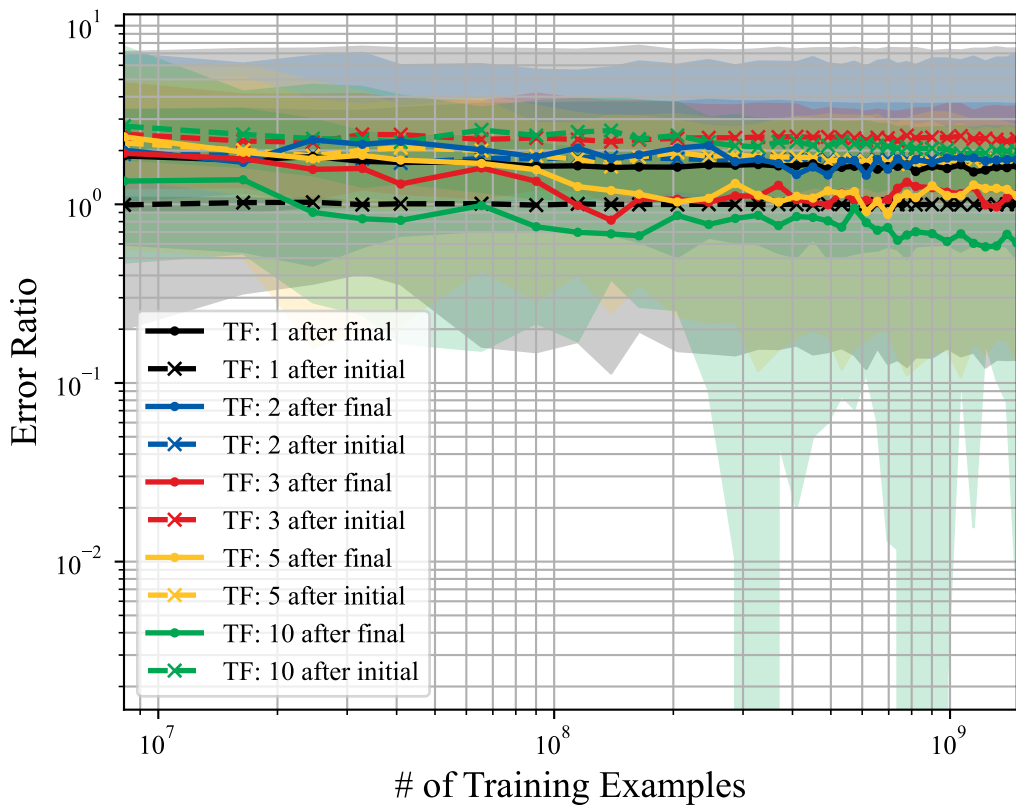 10^1
10^0
10^-1
10^-2
Error Ratio
TF: 1 after final
TF: 1 after initial
TF: 2 after final
TF: 2 after initial
TF: 3 after final
TF: 3 after initial
TF: 5 after final
TF: 5 after initial
TF: 10 after final
TF: 10 after initial
10^7
10^8
10^9
# of Training Examples